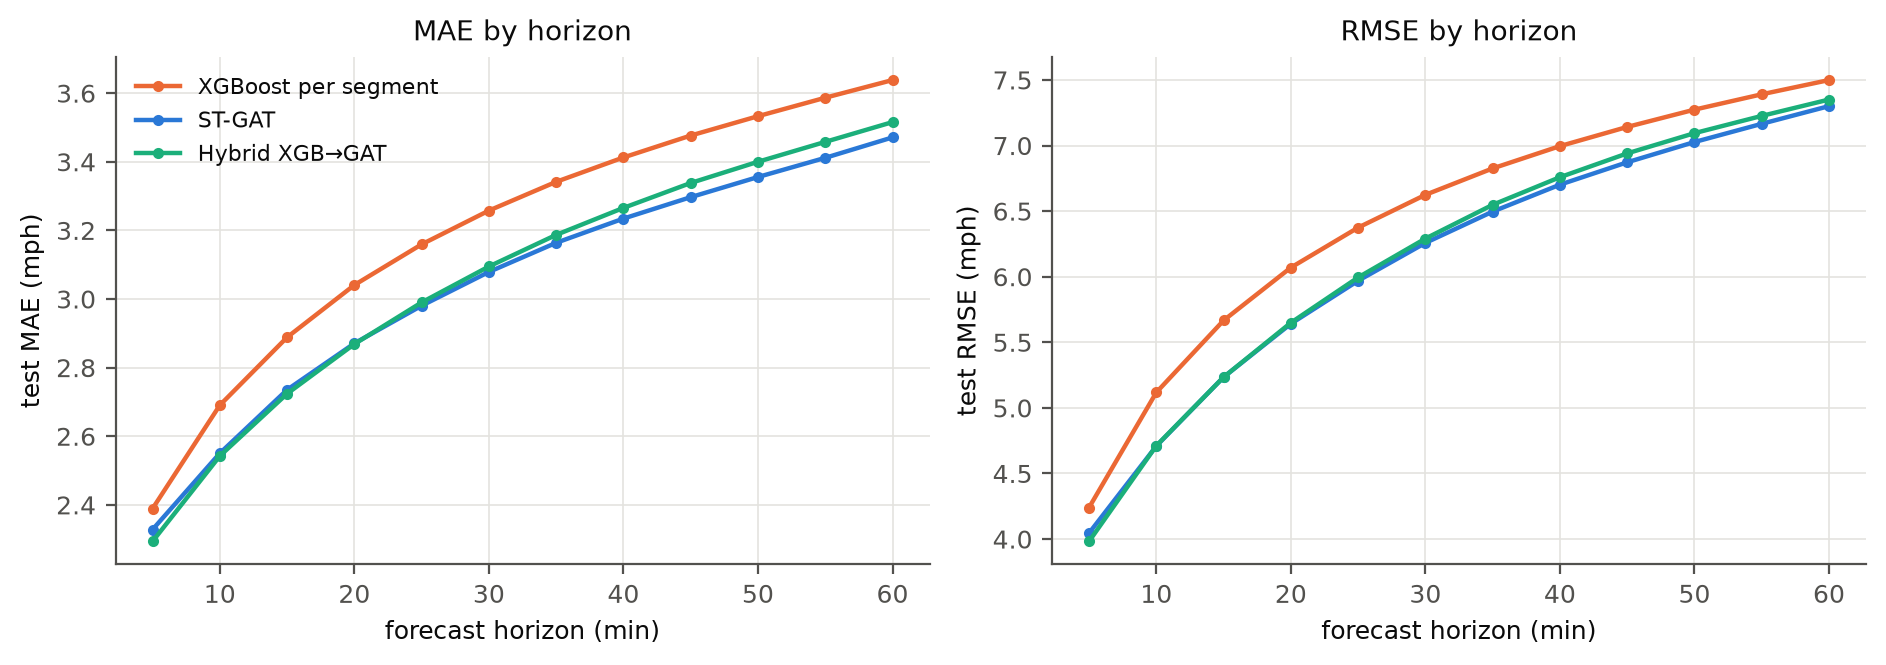 MAE by horizon
XGBoost per segment
ST-GAT
Hybrid XGB→GAT
3.6
3.4
3.2
3.0
2.8
2.6
2.4
test MAE (mph)
10 20 30 40 50 60
forecast horizon (min)
RMSE by horizon
7.5
7.0
6.5
6.0
5.5
5.0
4.5
4.0
test RMSE (mph)
10 20 30 40 50 60
forecast horizon (min)